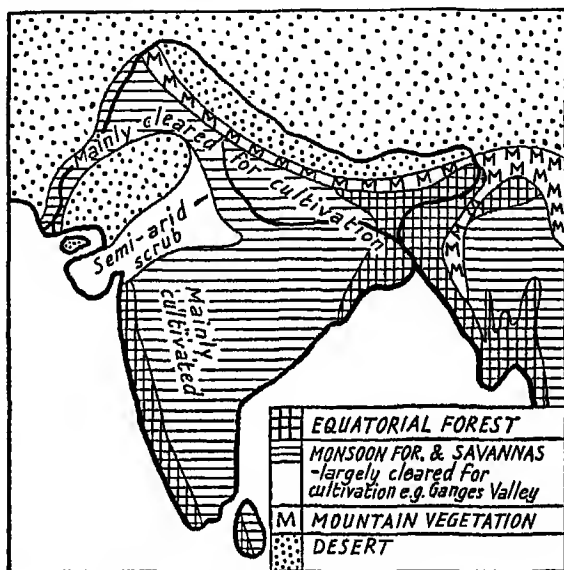 Mainly cleared for cultivation
Semi-arid
scrub
Mainly
cultivated
M M M M M M M M M M M M M M M M M M M M M M M M
EQUATORIAL FOREST
MONSOON FOR. & SAVANNAS
-largely cleared for
cultivation e.g. Ganges Valley
M MOUNTAIN VEGETATION
DESERT